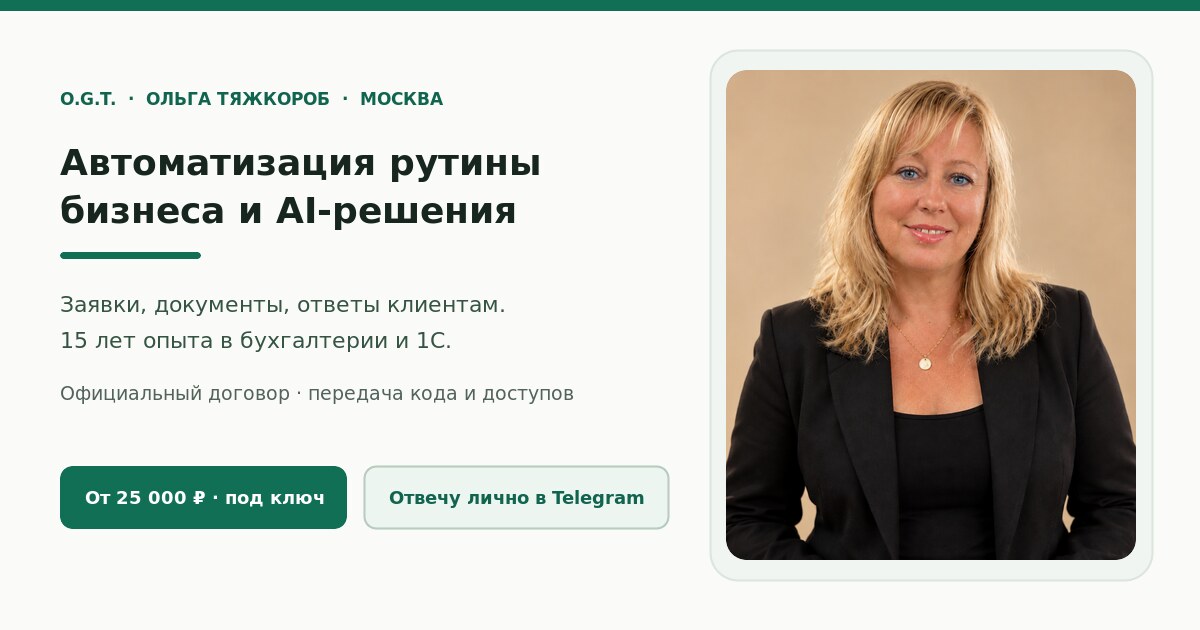 O.G.T. · ОЛЬГА ТЯЖКОРОБ · МОСКВА
Автоматизация рутины
бизнеса и AI-решения
Заявки, документы, ответы клиентам.
15 лет опыта в бухгалтерии и 1С.
Официальный договор · передача кода и доступов
От 25 000 ₽ · под ключ
Отвечу лично в Telegram